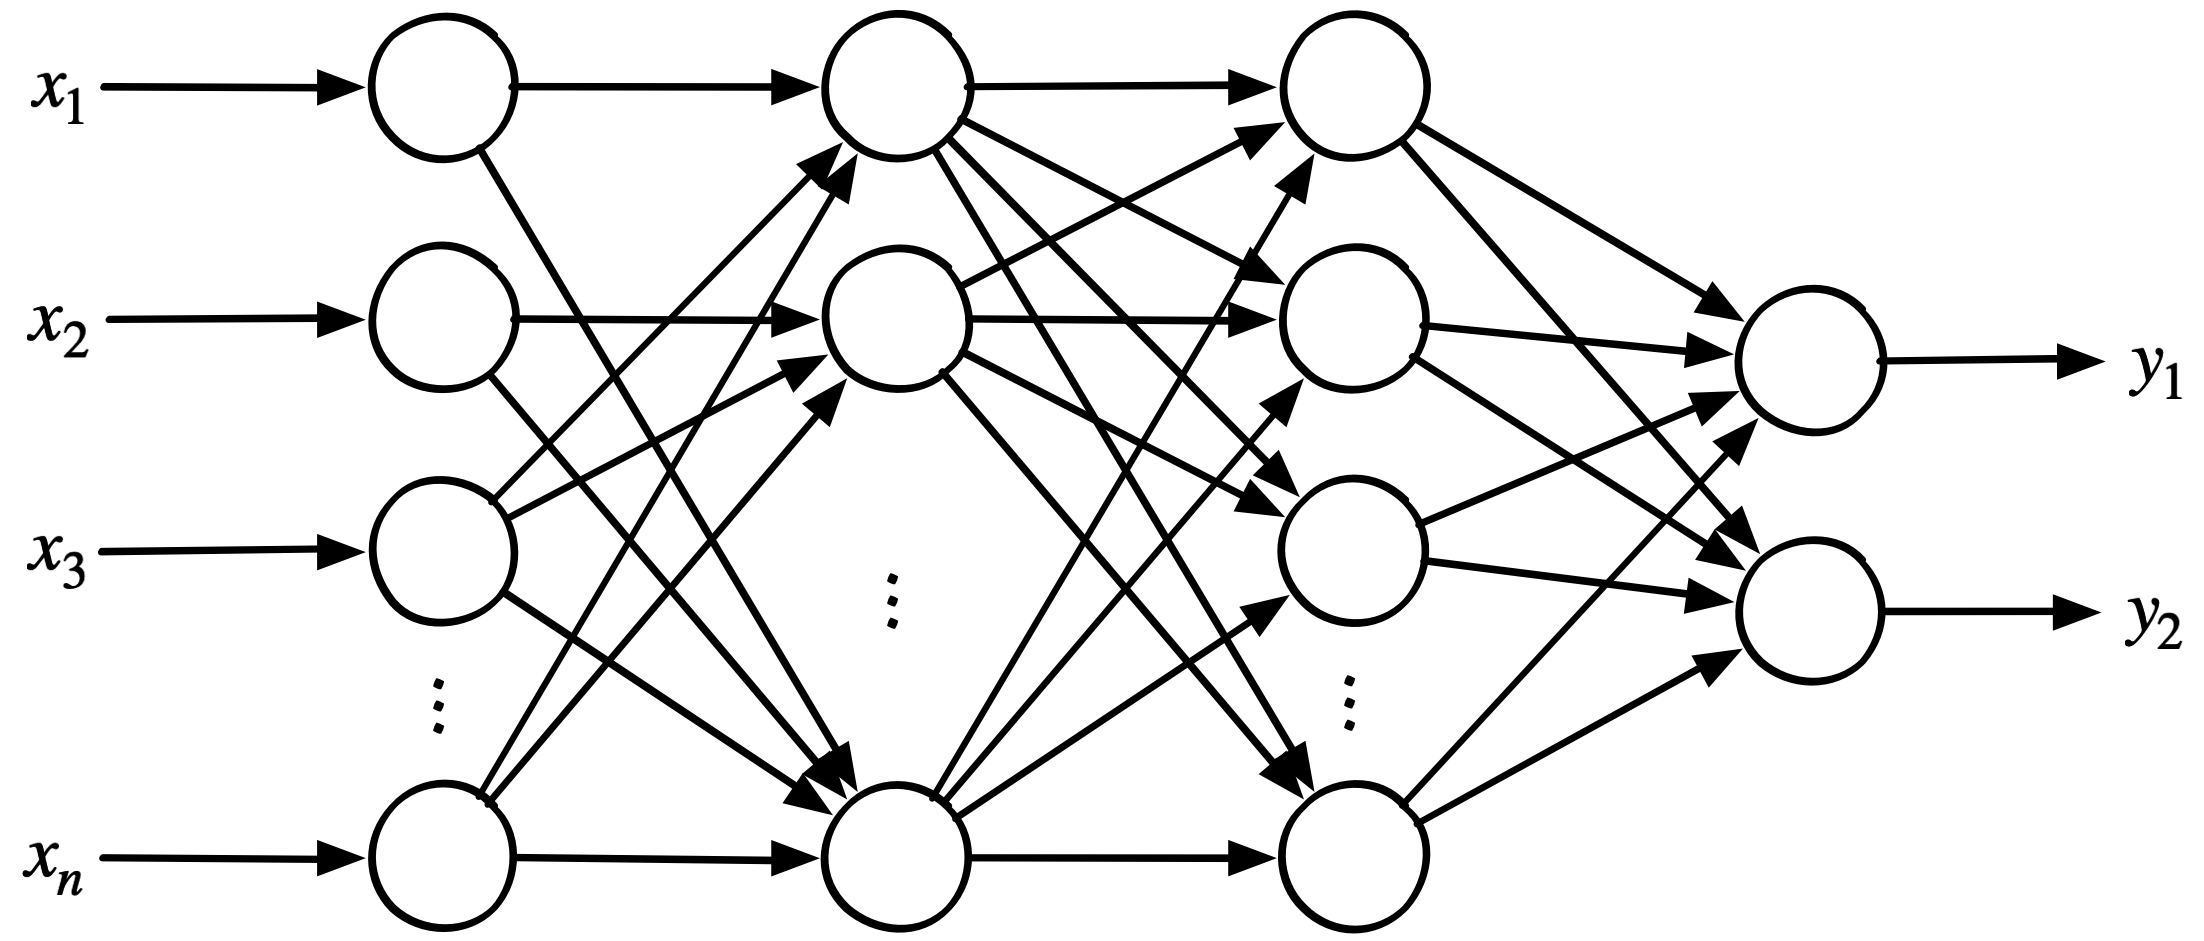 x₁
x₂
x₃
xₙ
y₁
y₂